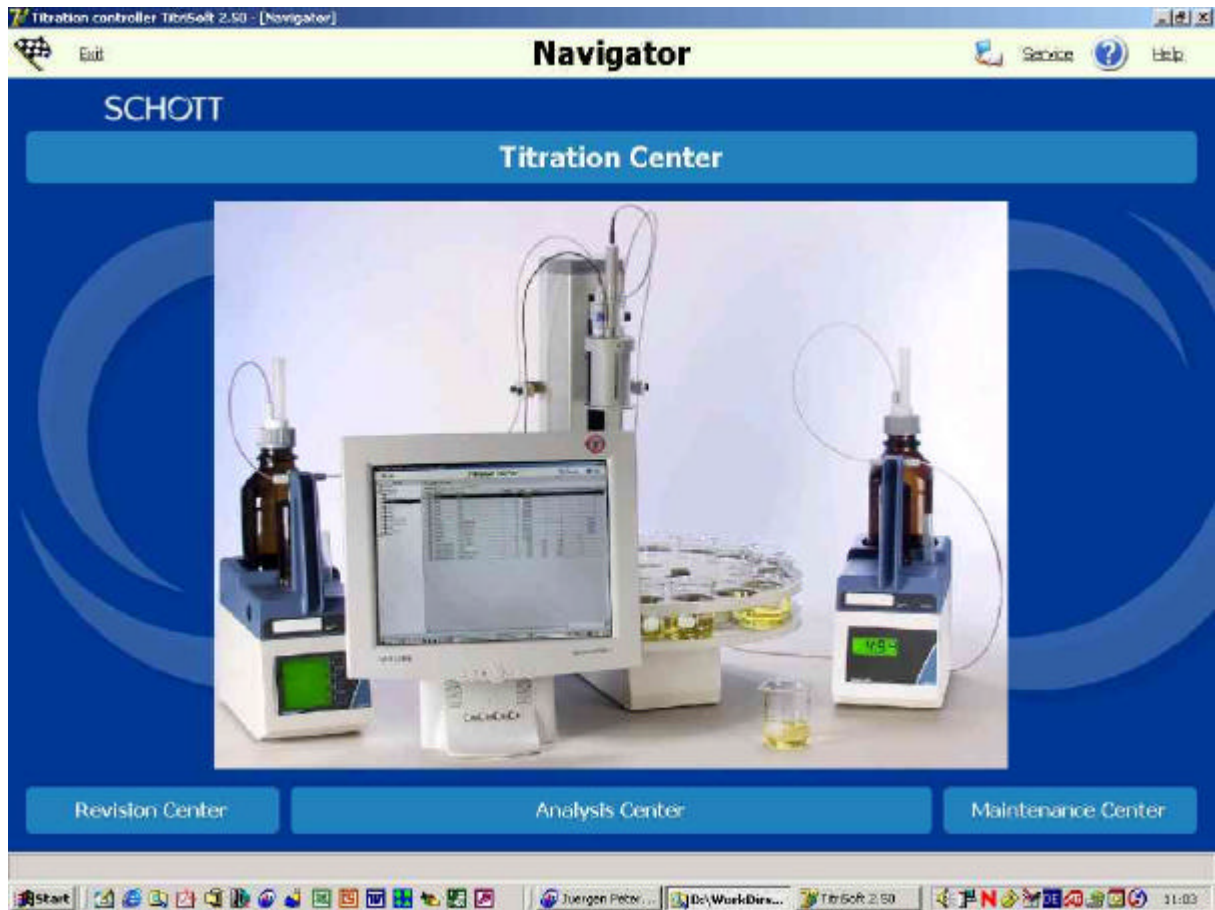 Titration controller TitriSoft 2.50 - [Navigator]
Exit
Navigator
Service
Help
SCHOTT
Titration Center
Revision Center
Analysis Center
Maintenance Center
Start
Juergen Peter...
D:\WorkDirs...
TitriSoft 2.50
DE
11:03